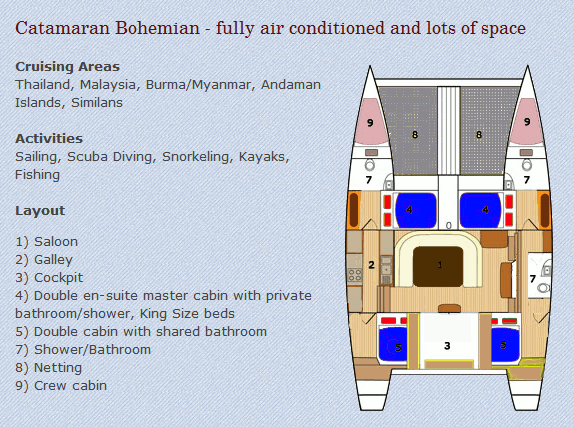 Catamaran Bohemian - fully air conditioned and lots of space
Cruising Areas
Thailand, Malaysia, Burma/Myanmar, Andaman
Islands, Similans
Activities
Sailing, Scuba Diving, Snorkeling, Kayaks,
Fishing
Layout
1) Saloon
2) Galley
3) Cockpit
4) Double en-suite master cabin with private
bathroom/shower, King Size beds
5) Double cabin with shared bathroom
7) Shower/Bathroom
8) Netting
9) Crew cabin
9
9
8
8
7
7
4
4
2
1
7
5
3
5